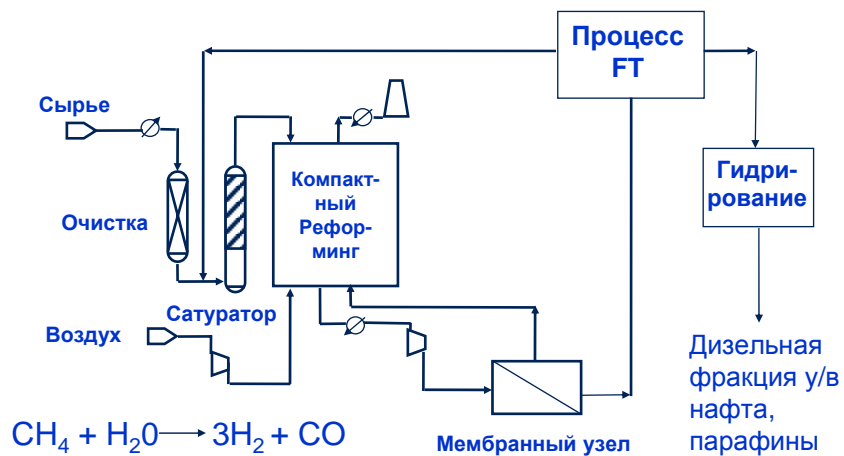 Процесс
FT
Сырье
Гидри-
рование
Компакт-
ный
Рефор-
минг
Очистка
Сатуратор
Воздух
Дизельная
фракция у/в
нафта,
парафины
CH₄ + H₂0 → 3H₂ + CO
Мембранный узел